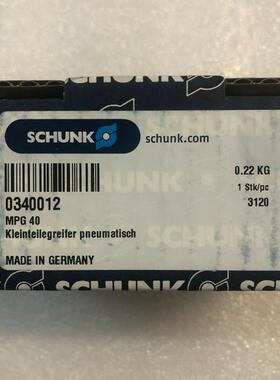 SCHUNK
schunk.com
0340012
0.22 KG
1 Stk/pc
3120
MPG 40
Kleinteilegreifer pneumatisch
MADE IN GERMANY